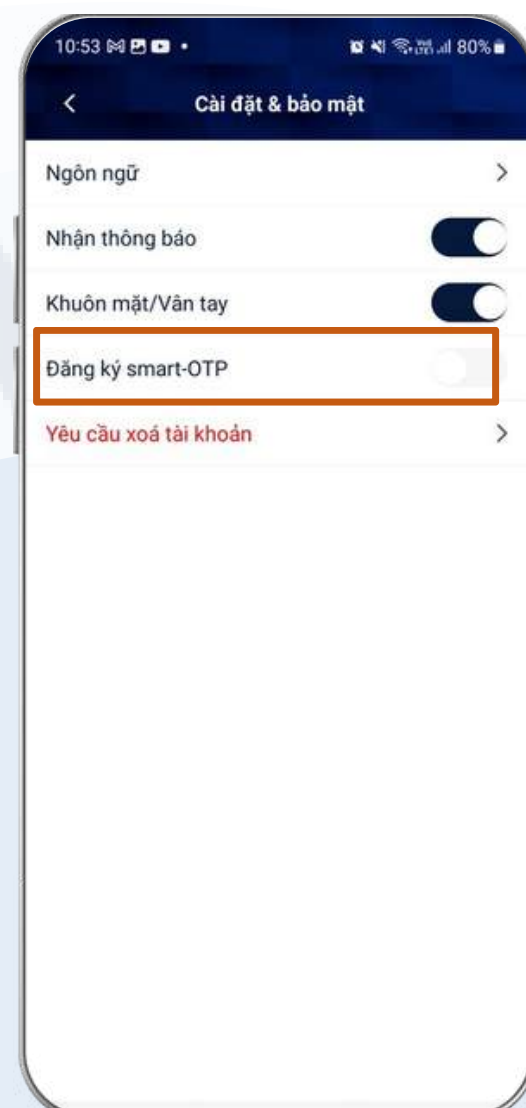 10:53 80%
Cài đặt & bảo mật
Ngôn ngữ
Nhận thông báo
Khuôn mặt/Vân tay
Đăng ký smart-OTP
Yêu cầu xoá tài khoản